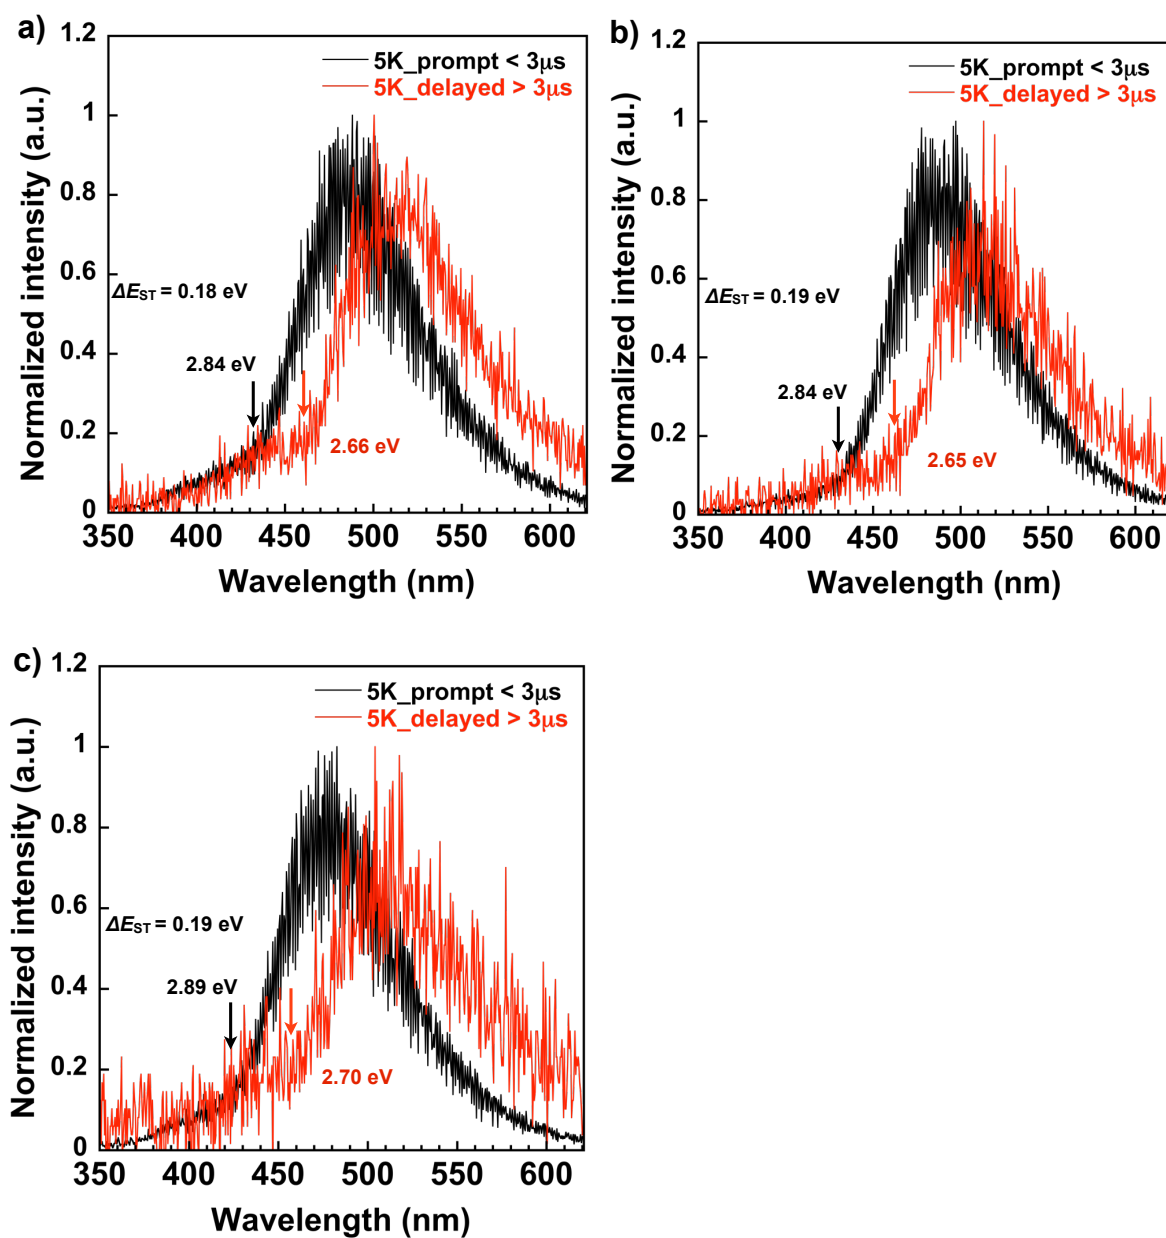 a)
1.2
1
0.8
0.6
0.4
0.2
0
Normalized intensity (a.u.)
5K_prompt < 3μs
5K_delayed > 3μs
ΔE_ST = 0.18 eV
2.84 eV
2.66 eV
350 400 450 500 550 600
Wavelength (nm)
b)
1.2
1
0.8
0.6
0.4
0.2
0
Normalized intensity (a.u.)
5K_prompt < 3μs
5K_delayed > 3μs
ΔE_ST = 0.19 eV
2.84 eV
2.65 eV
350 400 450 500 550 600
Wavelength (nm)
c)
1.2
1
0.8
0.6
0.4
0.2
0
Normalized intensity (a.u.)
5K_prompt < 3μs
5K_delayed > 3μs
ΔE_ST = 0.19 eV
2.89 eV
2.70 eV
350 400 450 500 550 600
Wavelength (nm)